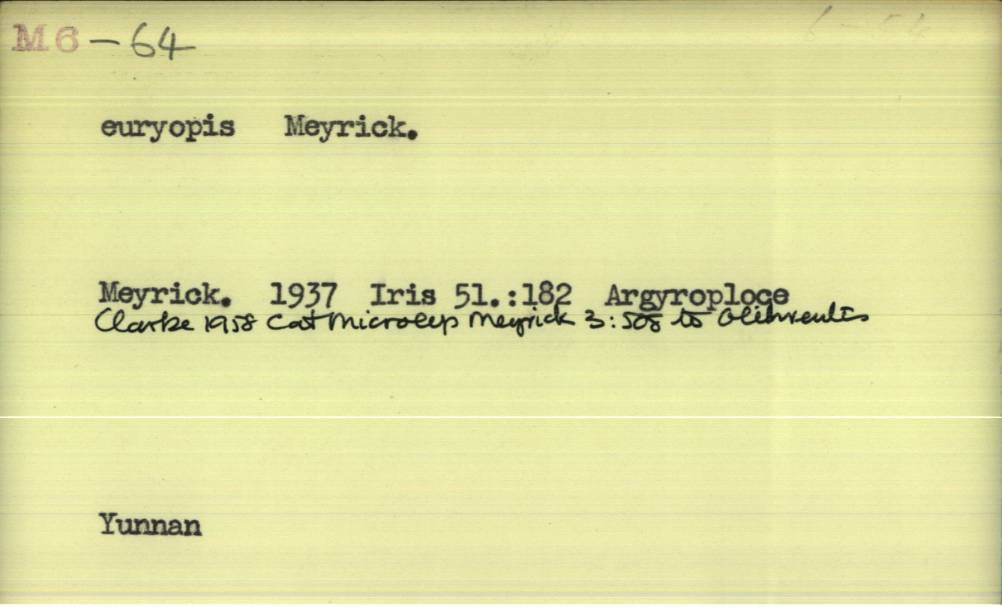 M6-64
euryopis Meyrick.
Meyrick. 1937 Iris 51.:182 Argyroploce
Clarke 1958 Cat Microlep Meyrick 3:508 to Olethreutes
Yunnan